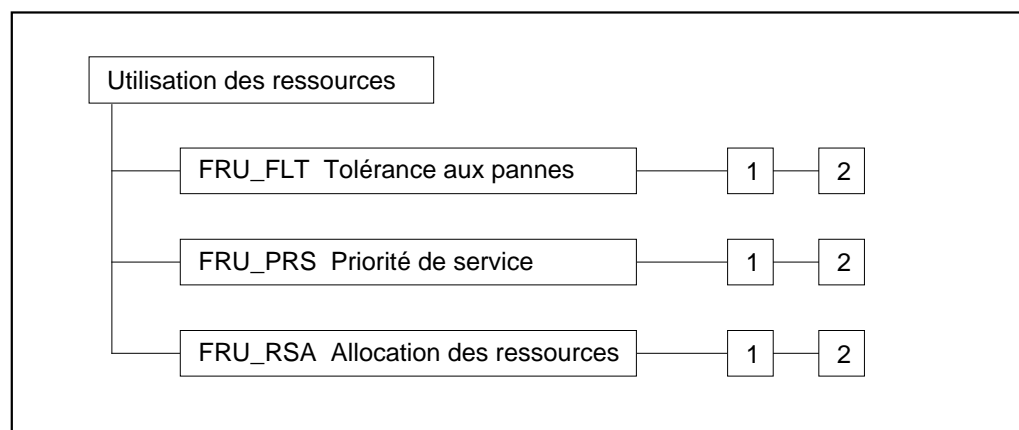 Utilisation des ressources
FRU_FLT Tolérance aux pannes 1 2
FRU_PRS Priorité de service 1 2
FRU_RSA Allocation des ressources 1 2